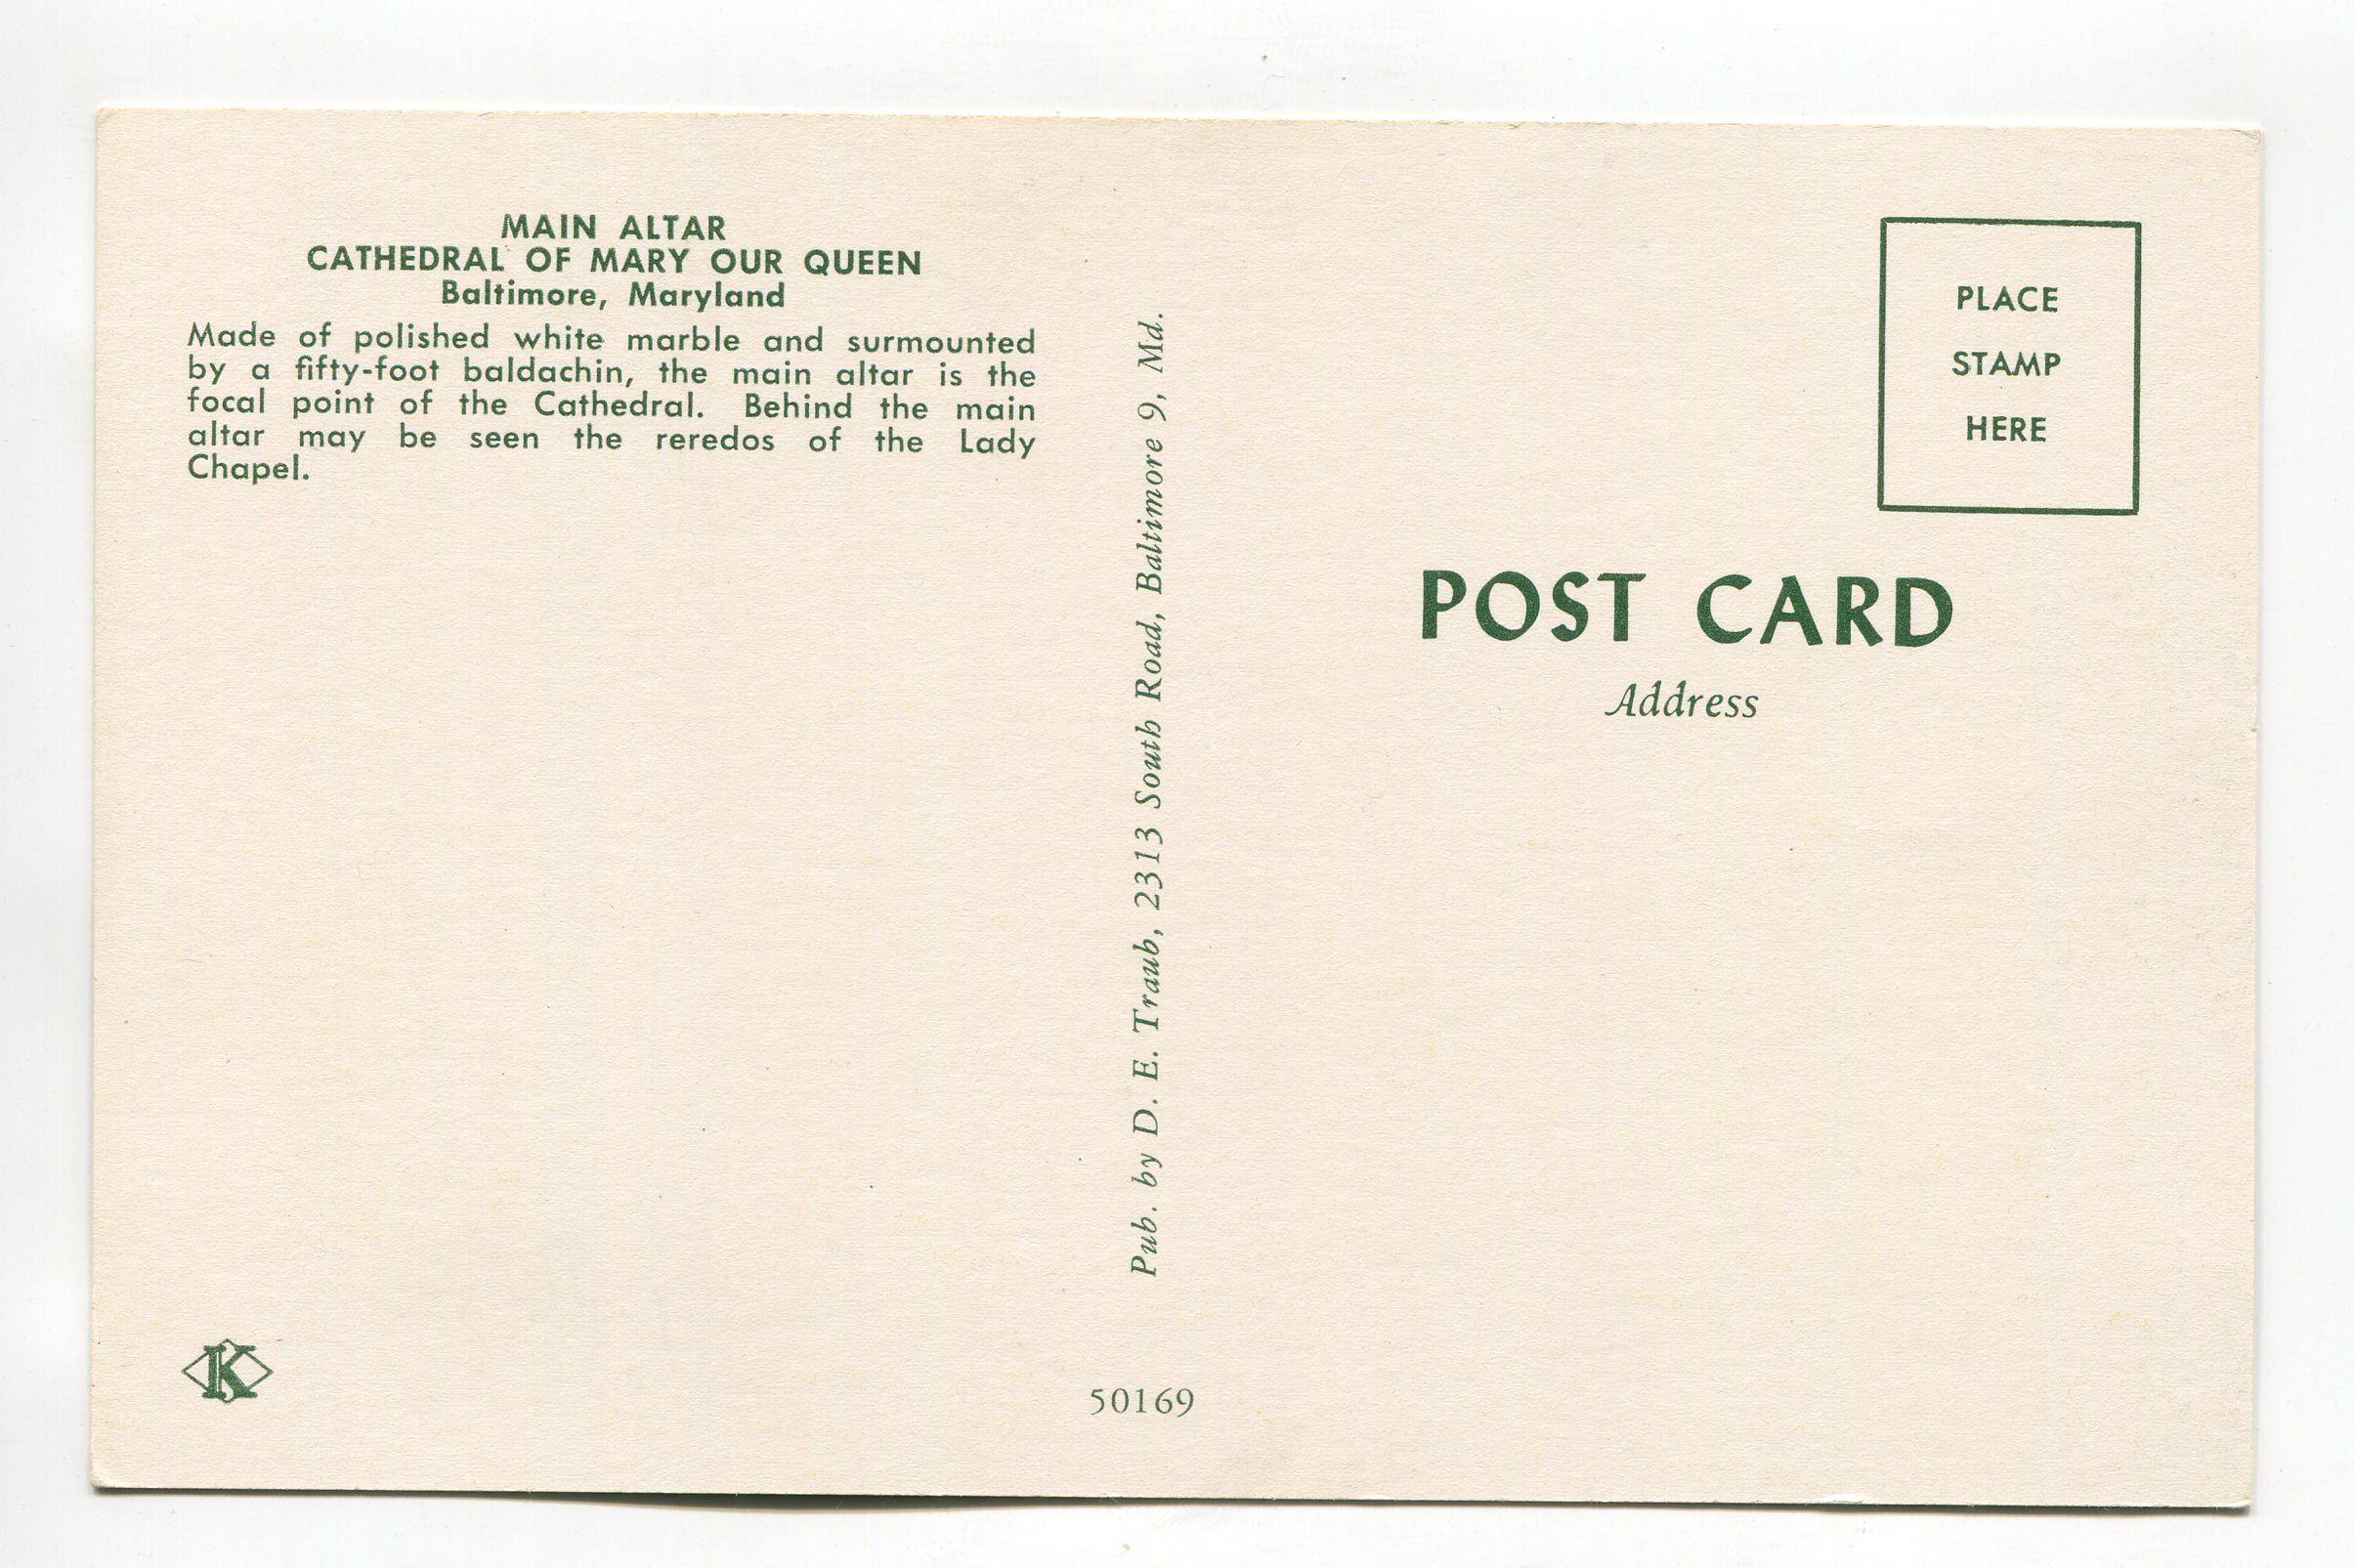 MAIN ALTAR
CATHEDRAL OF MARY OUR QUEEN
Baltimore, Maryland
Made of polished white marble and surmounted
by a fifty-foot baldachin, the main altar is the
focal point of the Cathedral. Behind the main
altar may be seen the reredos of the Lady
Chapel.
K
Pub. by D. E. Traub, 2313 South Road, Baltimore 9, Md.
50169
PLACE
STAMP
HERE
POST CARD
Address